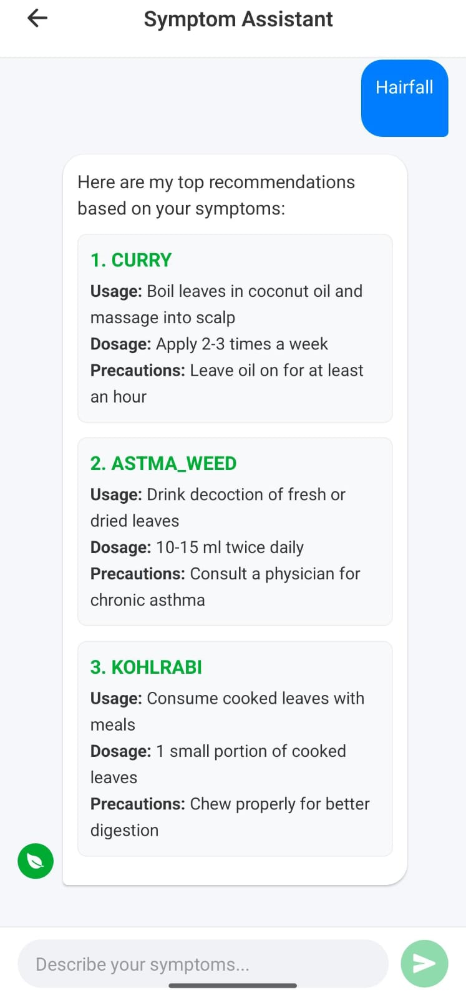 Symptom Assistant
Hairfall
Here are my top recommendations
based on your symptoms:
1. CURRY
Usage: Boil leaves in coconut oil and
massage into scalp
Dosage: Apply 2-3 times a week
Precautions: Leave oil on for at least
an hour
2. ASTMA_WEED
Usage: Drink decoction of fresh or
dried leaves
Dosage: 10-15 ml twice daily
Precautions: Consult a physician for
chronic asthma
3. KOHLRABI
Usage: Consume cooked leaves with
meals
Dosage: 1 small portion of cooked
leaves
Precautions: Chew properly for better
digestion
Describe your symptoms...